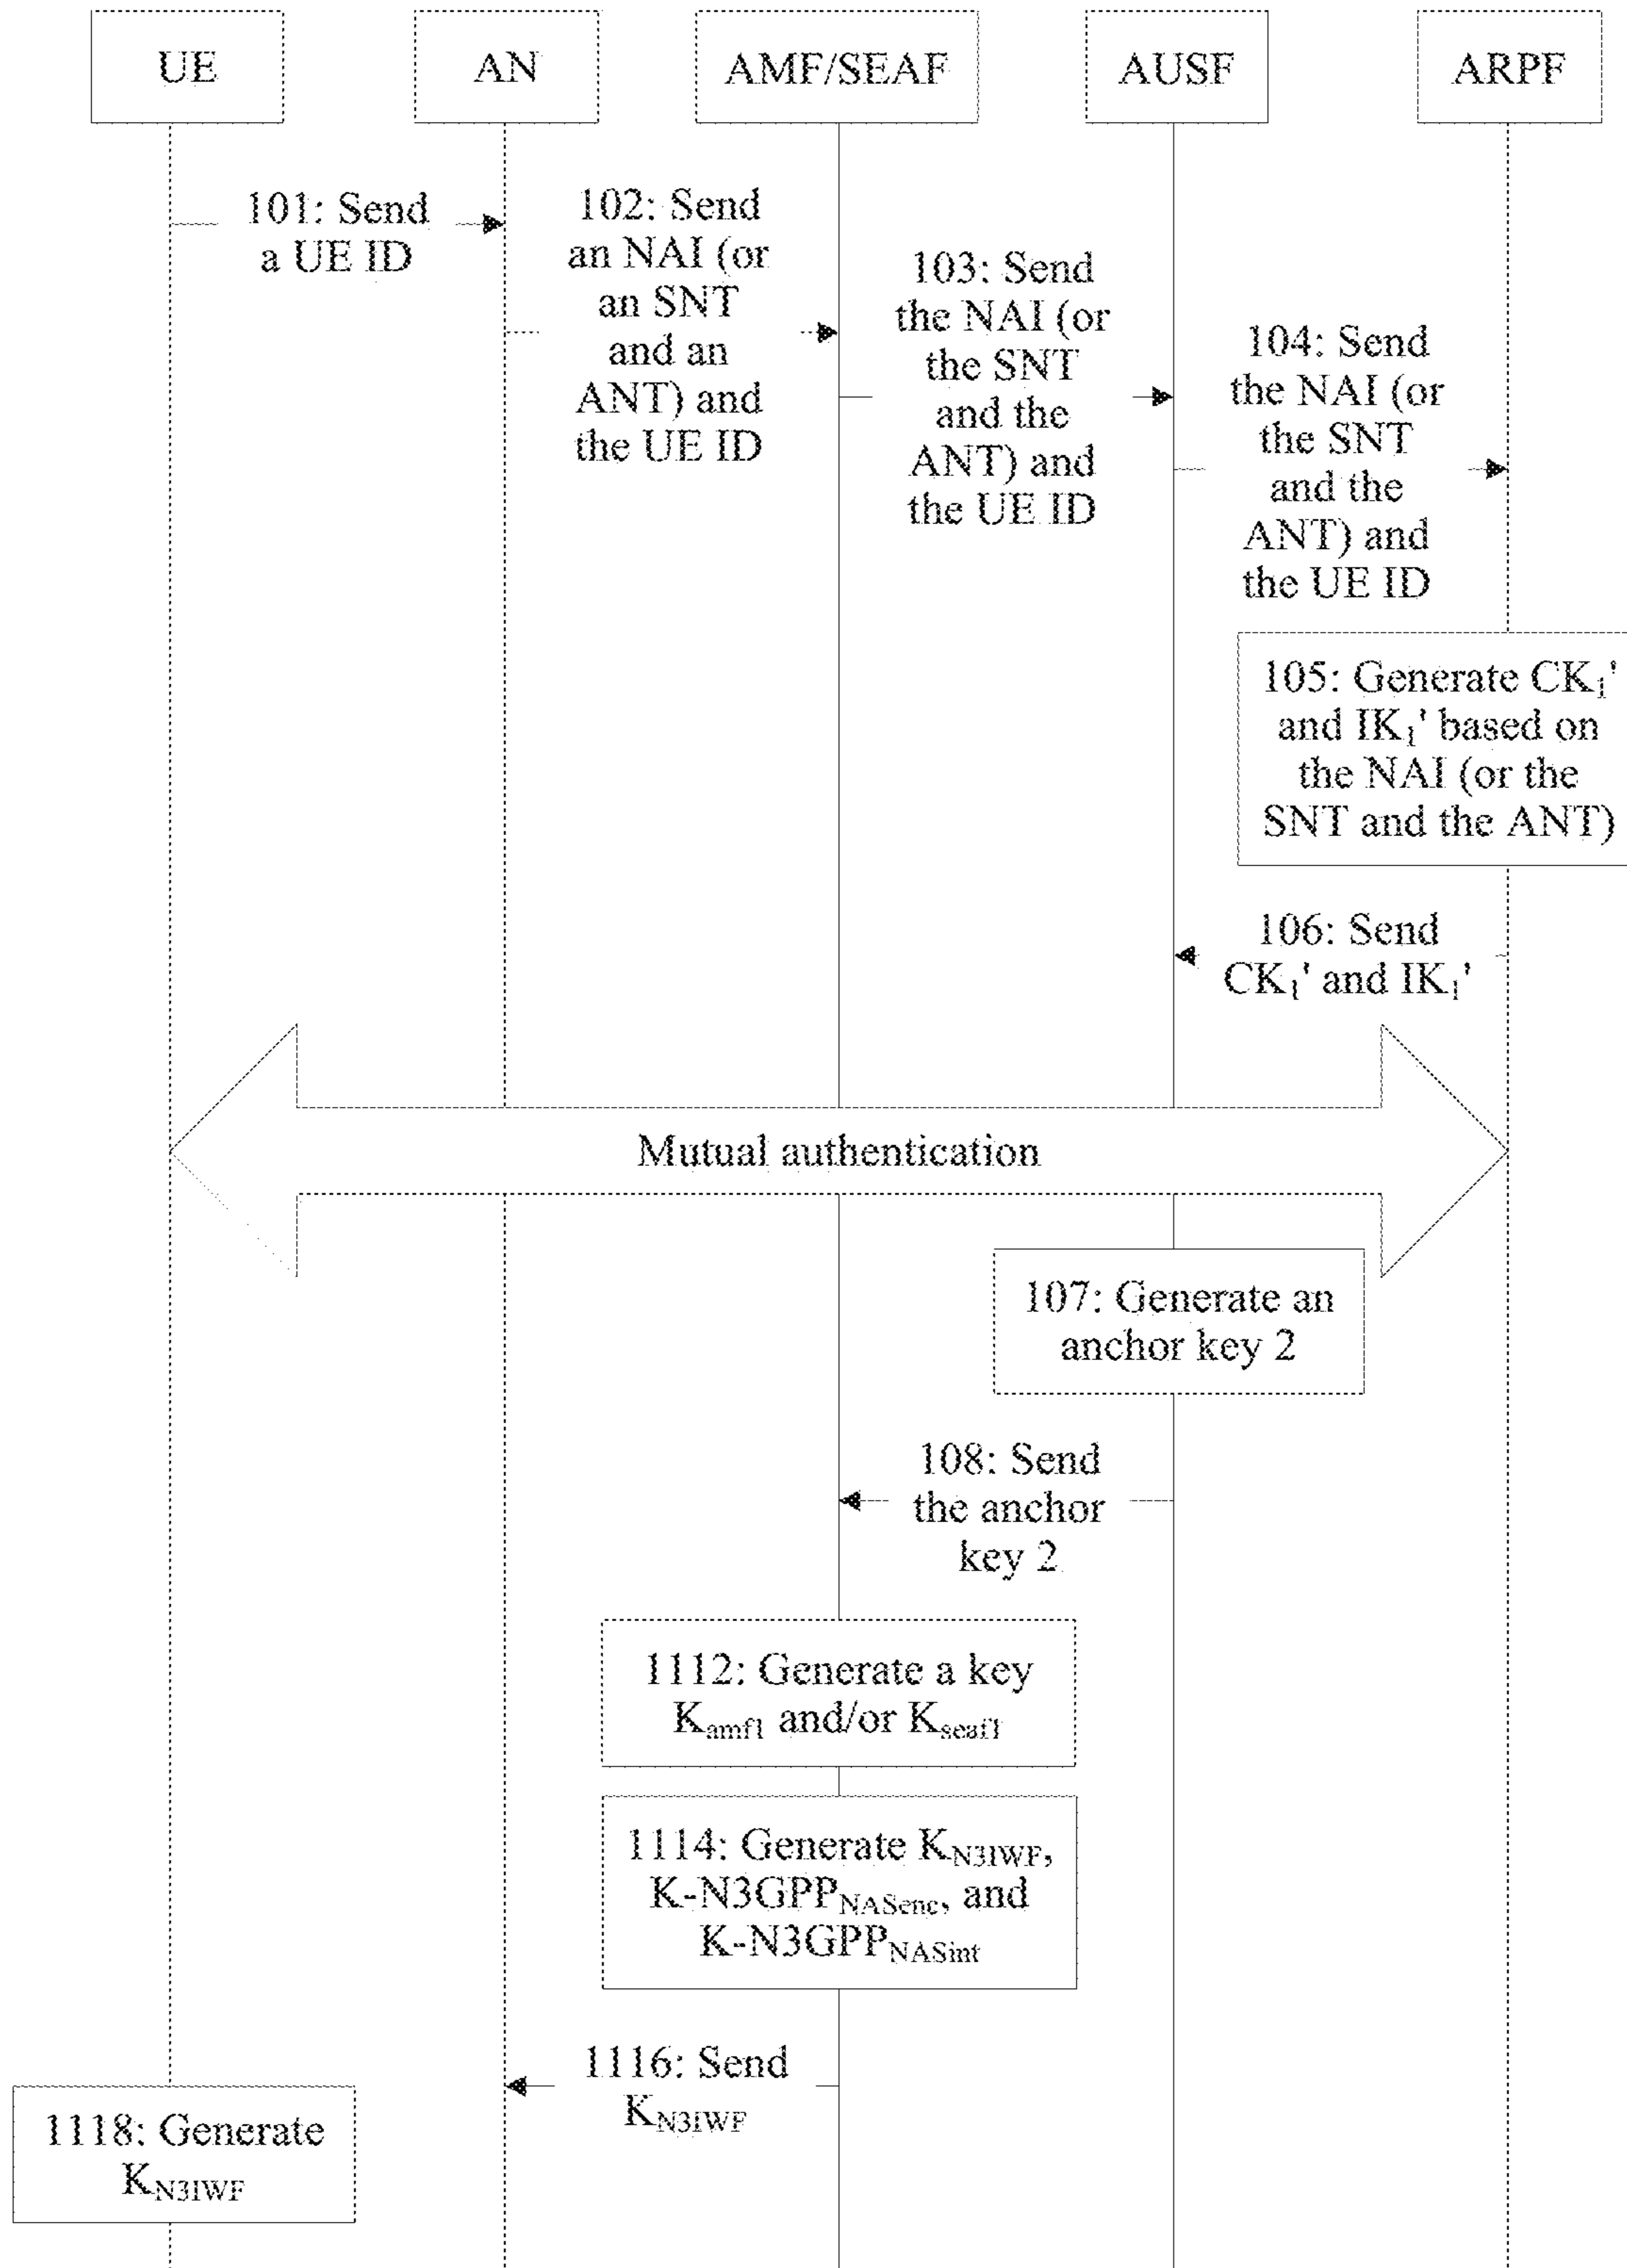 UE
AN
AMF/SEAF
AUSF
ARPF
101: Send
a UE ID
102: Send
an NAI (or
an SNT
and an
ANT) and
the UE ID
103: Send
the NAI (or
the SNT
and the
ANT) and
the UE ID
104: Send
the NAI (or
the SNT
and the
ANT) and
the UE ID
105: Generate CK₁'
and IK₁' based on
the NAI (or the
SNT and the ANT)
106: Send
CK₁' and IK₁'
Mutual authentication
107: Generate an
anchor key 2
108: Send
the anchor
key 2
1112: Generate a key
Kamf1 and/or Kseaf1
1114: Generate KN3IWF,
K-N3GPPNASenc, and
K-N3GPPNASint
1116: Send
KN3IWF
1118: Generate
KN3IWF